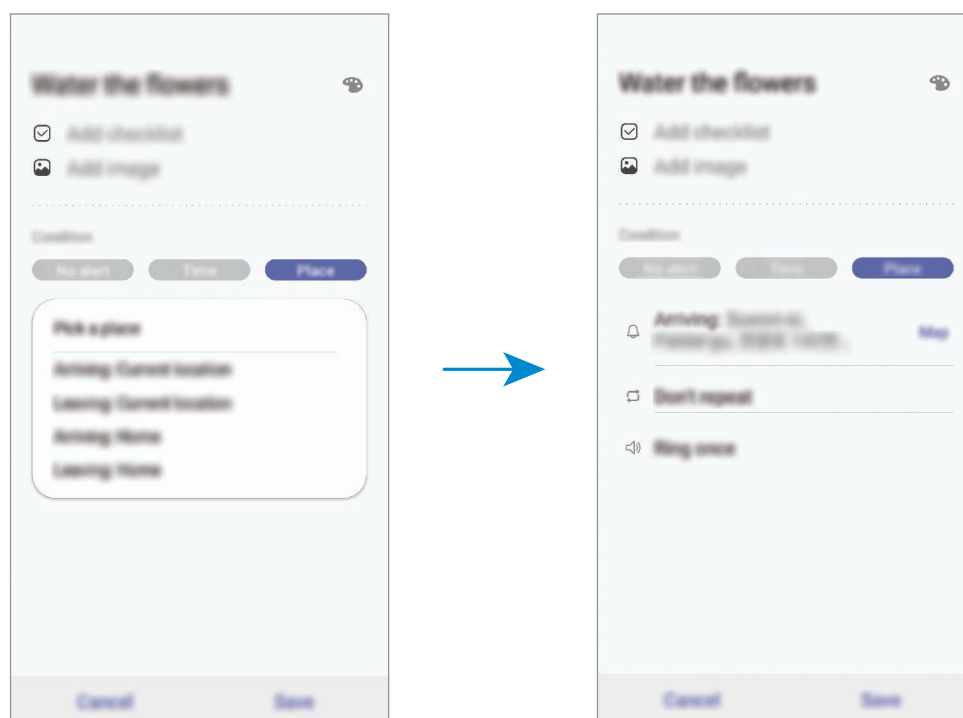 Water the flowers
Add checklist
Add image
Condition
No alert
Time
Place
Pick a place
Arriving: Current location
Leaving: Current location
Arriving: Home
Leaving: Home
Cancel
Save
Water the flowers
Add checklist
Add image
Condition
No alert
Time
Place
Arriving:
Map
Don't repeat
Ring once
Cancel
Save